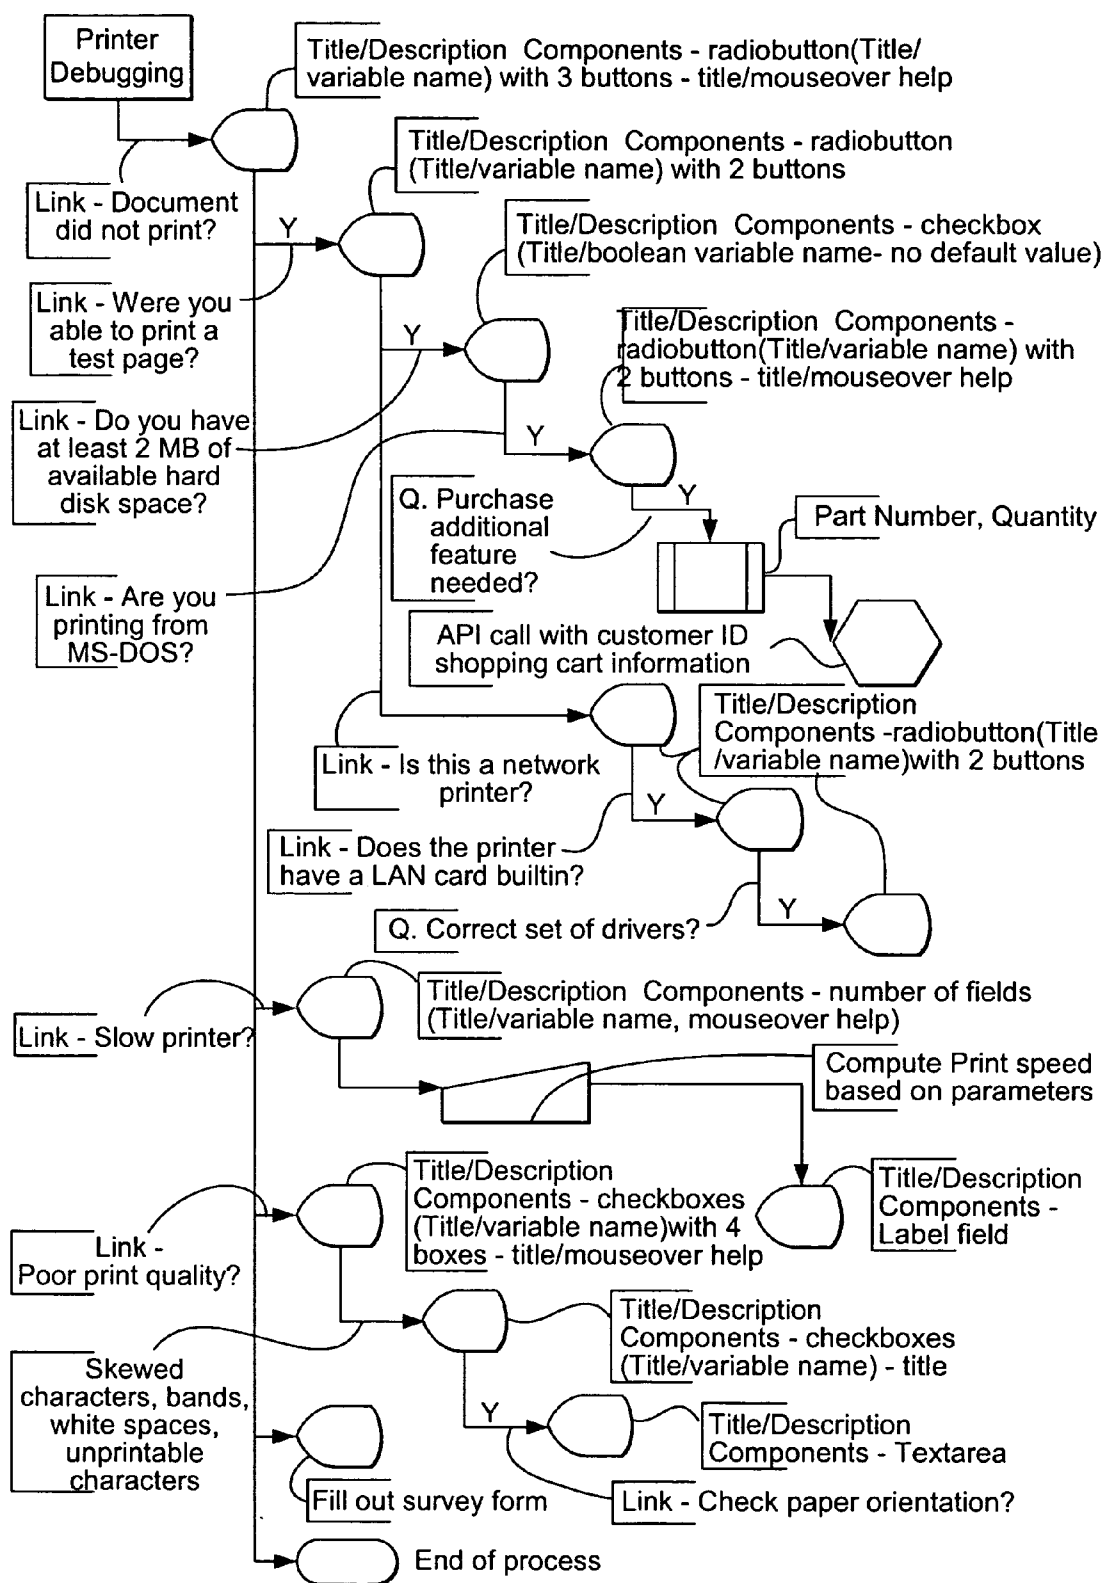 Printer
Debugging
Title/Description Components - radiobutton(Title/
variable name) with 3 buttons - title/mouseover help
Title/Description Components - radiobutton
(Title/variable name) with 2 buttons
Link - Document
did not print?
Y
Title/Description Components - checkbox
(Title/boolean variable name- no default value)
Link - Were you
able to print a
test page?
Y
Title/Description Components -
radiobutton(Title/variable name) with
2 buttons - title/mouseover help
Link - Do you have
at least 2 MB of
available hard
disk space?
Y
Q. Purchase
additional
feature
needed?
Y
Part Number, Quantity
Link - Are you
printing from
MS-DOS?
API call with customer ID
shopping cart information
Title/Description
Components -radiobutton(Title
/variable name)with 2 buttons
Link - Is this a network
printer?
Y
Link - Does the printer
have a LAN card builtin?
Y
Q. Correct set of drivers?
Title/Description Components - number of fields
(Title/variable name, mouseover help)
Link - Slow printer?
Compute Print speed
based on parameters
Title/Description
Components - checkboxes
(Title/variable name)with 4
boxes - title/mouseover help
Title/Description
Components -
Label field
Link -
Poor print quality?
Title/Description
Components - checkboxes
(Title/variable name) - title
Skewed
characters, bands,
white spaces,
unprintable
characters
Y
Title/Description
Components - Textarea
Fill out survey form
Link - Check paper orientation?
End of process